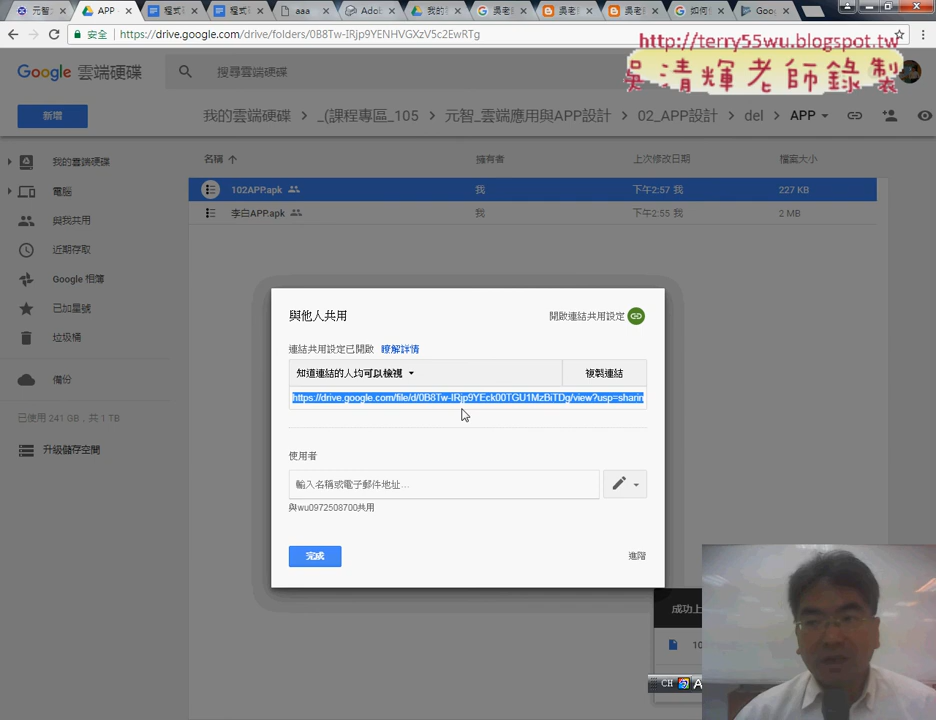 元智
APP
程式
程式
aaa
Adob
我的
吳老
吳老
吳老
如何
Goo
安全
https://drive.google.com/drive/folders/0B8Tw-IRjp9YENHVGXzV5c2EwRTg
http://terry55wu.blogspot.tw
吳清輝老師錄製
Google 雲端硬碟
搜尋雲端硬碟
新增
我的雲端硬碟 > _(課程專區_105 > 元智_雲端應用與APP設計 > 02_APP設計 > del > APP
名稱
擁有者
上次修改日期
檔案大小
102APP.apk
我
下午2:57 我
227 KB
李白APP.apk
我
下午2:55 我
2 MB
我的雲端硬碟
電腦
與我共用
近期存取
Google 相簿
已加星號
垃圾桶
備份
已使用 241 GB，共 1 TB
升級儲存空間
與他人共用
開啟連結共用設定
連結共用設定已開啟 瞭解詳情
知道連結的人均可以檢視
複製連結
https://drive.google.com/file/d/0B8Tw-IRjp9YEck00TGU1MzBiTDg/view?usp=sharin
使用者
輸入名稱或電子郵件地址...
與wu0972508700共用
完成
進階
成功上
10
CH
A